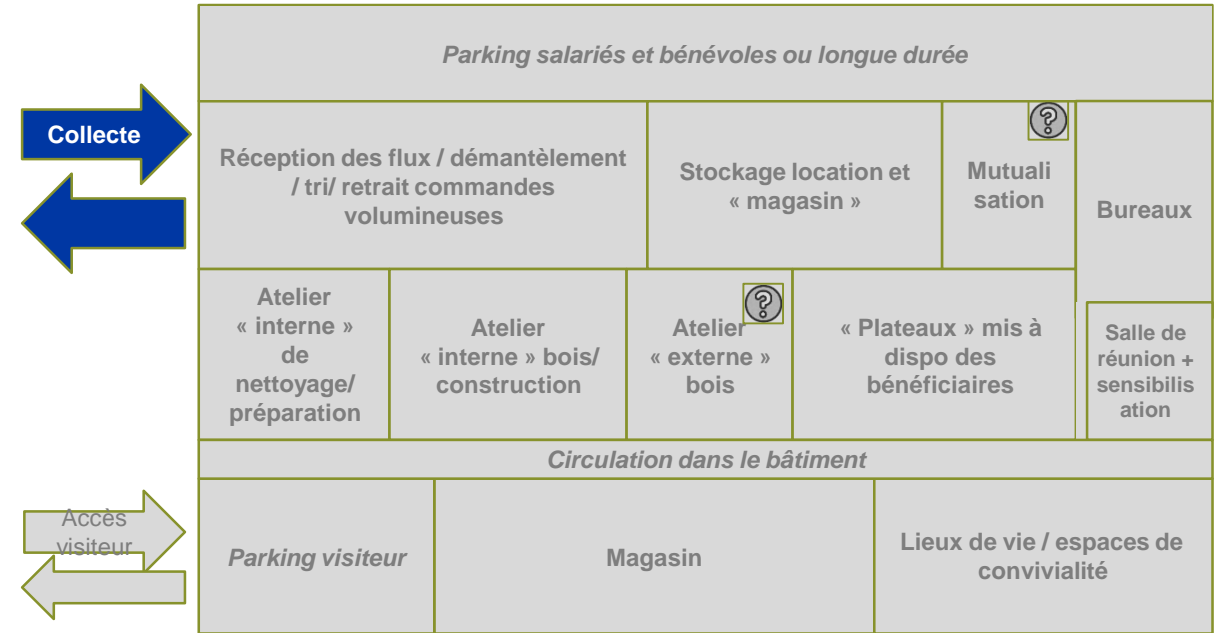 Parking salariés et bénévoles ou longue durée
Collecte
Réception des flux / démantèlement
/ tri/ retrait commandes
volumineuses
Stockage location et
« magasin »
?
Mutuali
sation
Bureaux
Atelier
« interne »
de
nettoyage/
préparation
Atelier
« interne » bois/
construction
?
Atelier
« externe »
bois
« Plateaux » mis à
dispo des
bénéficiaires
Salle de
réunion +
sensibilis
ation
Circulation dans le bâtiment
Accès
visiteur
Parking visiteur
Magasin
Lieux de vie / espaces de
convivialité